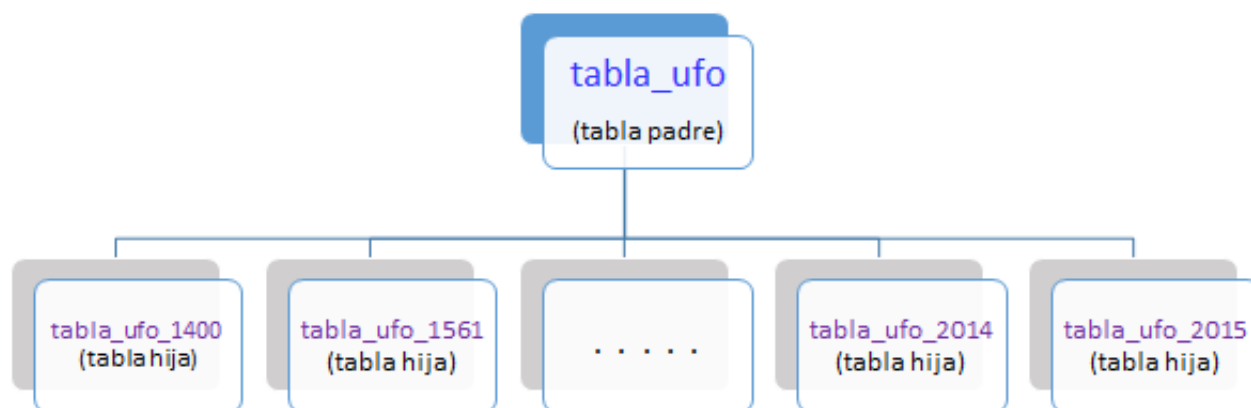 tabla_ufo
(tabla padre)
tabla_ufo_1400
(tabla hija)
tabla_ufo_1561
(tabla hija)
. . . . .
tabla_ufo_2014
(tabla hija)
tabla_ufo_2015
(tabla hija)